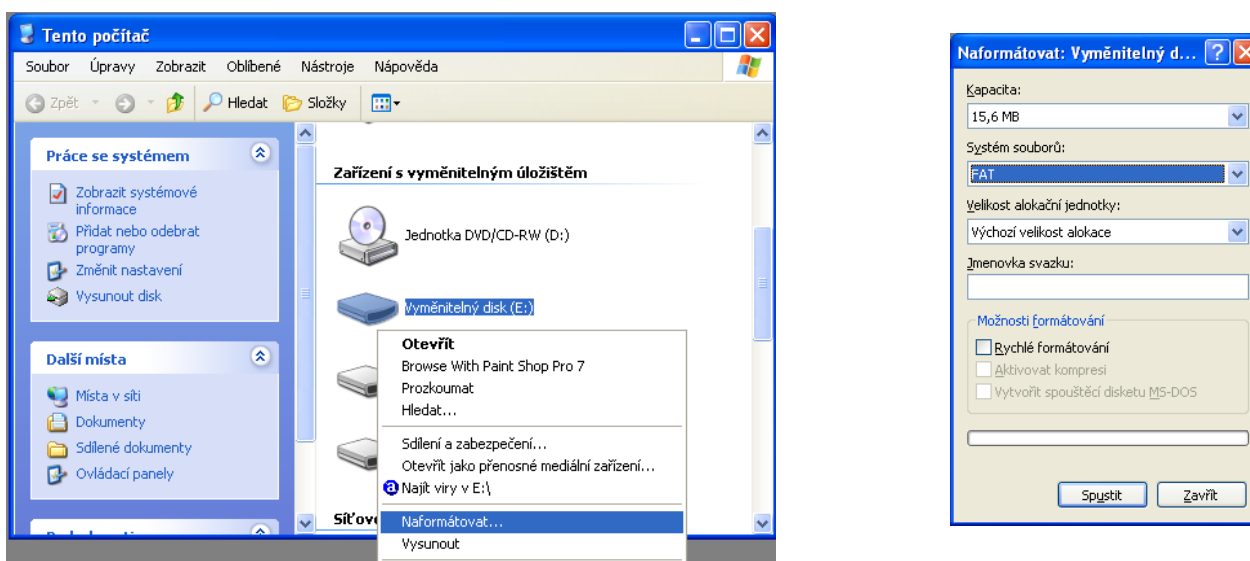 Tento počítač
Soubor Úpravy Zobrazit Oblíbené Nástroje Nápověda
Zpět Hledat Složky
Práce se systémem
Zobrazit systémové
informace
Přidat nebo odebrat
programy
Změnit nastavení
Vysunout disk
Další místa
Místa v síti
Dokumenty
Sdílené dokumenty
Ovládací panely
Zařízení s vyměnitelným úložištěm
Jednotka DVD/CD-RW (D:)
Vyměnitelný disk (E:)
Otevřít
Browse With Paint Shop Pro 7
Prozkoumat
Hledat...
Sdílení a zabezpečení...
Otevřít jako přenosné mediální zařízení...
a Najít viry v E:\
Naformátovat...
Vysunout
Síťov
Naformátovat: Vyměnitelný d...
Kapacita:
15,6 MB
Systém souborů:
FAT
Velikost alokační jednotky:
Výchozí velikost alokace
Jmenovka svazku:
Možnosti formátování
Rychlé formátování
Aktivovat kompresi
Vytvořit spouštěcí disketu MS-DOS
Spustit Zavřít